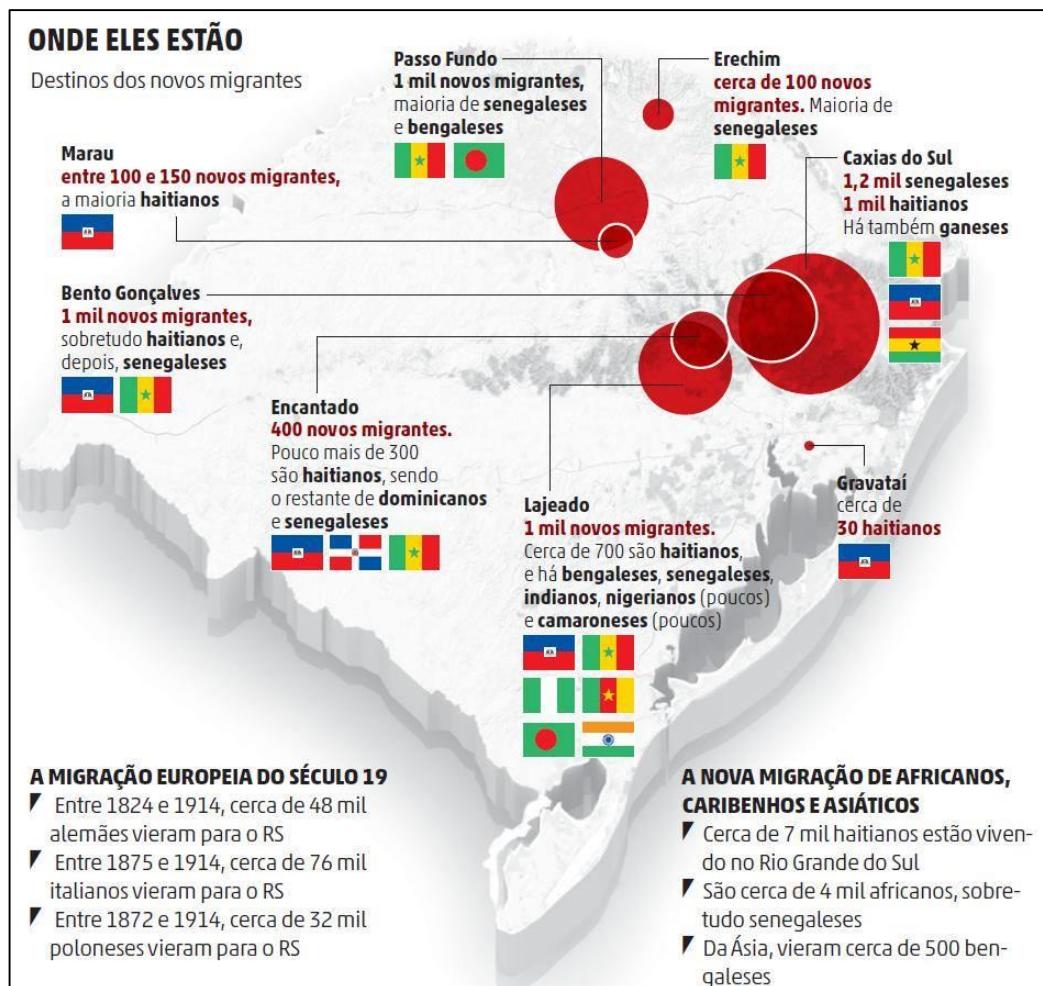 ONDE ELES ESTÃO
Destinos dos novos migrantes
Passo Fundo
1 mil novos migrantes,
maioria de senegaleses
e bengaleses
Erechim
cerca de 100 novos
migrantes. Maioria de
senegaleses
Marau
entre 100 e 150 novos migrantes,
a maioria haitianos
Caxias do Sul
1,2 mil senegaleses
1 mil haitianos
Há também ganeses
Bento Gonçalves
1 mil novos migrantes,
sobretudo haitianos e,
depois, senegaleses
Encantado
400 novos migrantes.
Pouco mais de 300
são haitianos, sendo
o restante de dominicanos
e senegaleses
Lajeado
1 mil novos migrantes.
Cerca de 700 são haitianos,
e há bengaleses, senegaleses,
indianos, nigerianos (poucos)
e camaroneses (poucos)
Gravataí
cerca de
30 haitianos
A MIGRAÇÃO EUROPEIA DO SÉCULO 19
Entre 1824 e 1914, cerca de 48 mil
alemães vieram para o RS
Entre 1875 e 1914, cerca de 76 mil
italianos vieram para o RS
Entre 1872 e 1914, cerca de 32 mil
poloneses vieram para o RS
A NOVA MIGRAÇÃO DE AFRICANOS,
CARIBENHOS E ASIÁTICOS
Cerca de 7 mil haitianos estão viven-
do no Rio Grande do Sul
São cerca de 4 mil africanos, sobre-
tudo senegaleses
Da Ásia, vieram cerca de 500 ben-
galeses